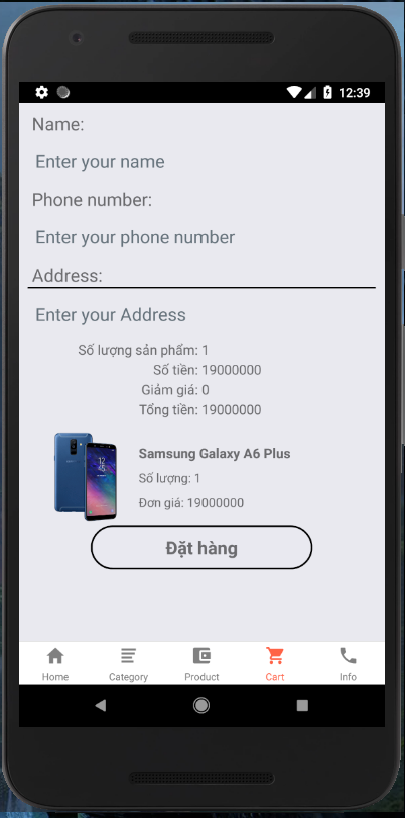 12:39
Name:
Enter your name
Phone number:
Enter your phone number
Address:
Enter your Address
Số lượng sản phẩm: 1
Số tiền: 19000000
Giảm giá: 0
Tổng tiền: 19000000
Samsung Galaxy A6 Plus
Số lượng: 1
Đơn giá: 19000000
Đặt hàng
Home Category Product Cart Info